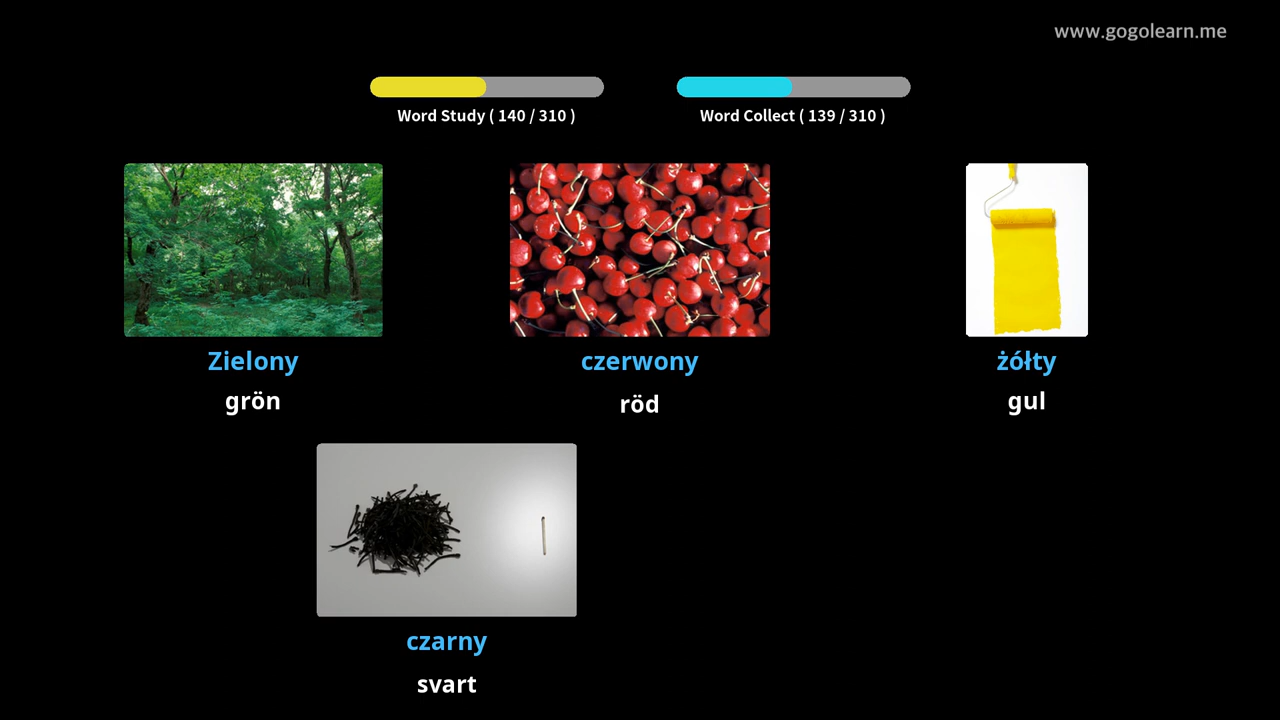 www.gogolearn.me
Word Study ( 140 / 310 )
Word Collect ( 139 / 310 )
Zielony
grön
czerwony
röd
żółty
gul
czarny
svart